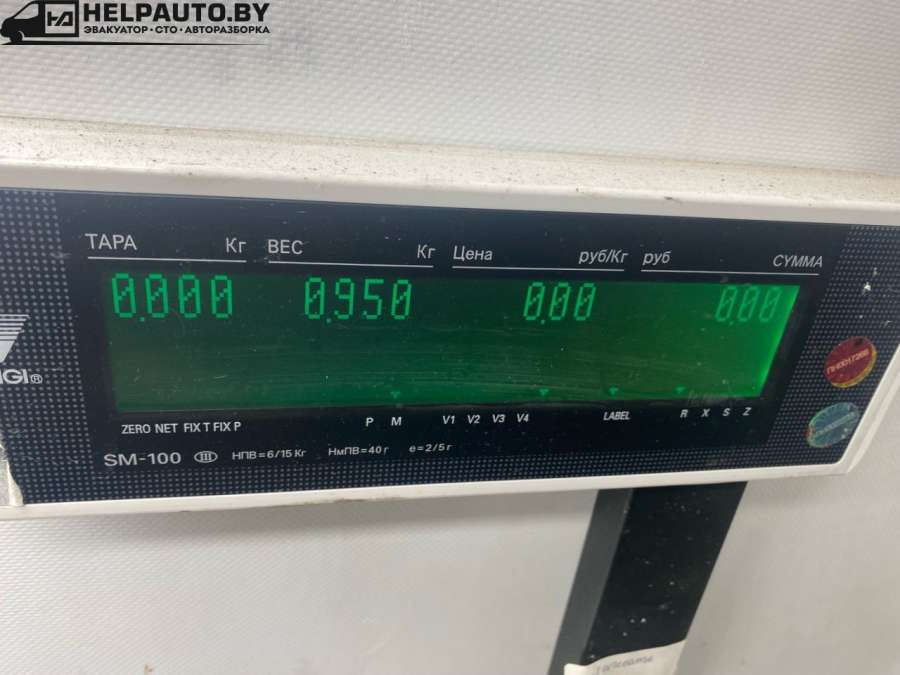 HELPAUTO.BY
ЭВАКУАТОР·СТО·АВТОРАЗБОРКА
ТАРА Кг ВЕС Кг Цена руб/Кг руб СУММА
0.000 0.950 0.00 0.00
P M V1 V2 V3 V4 LABEL R X S Z
ZERO NET FIX T FIX P
SM-100 III НПВ=6/15 Кг НмПВ=40 г e=2/5 г